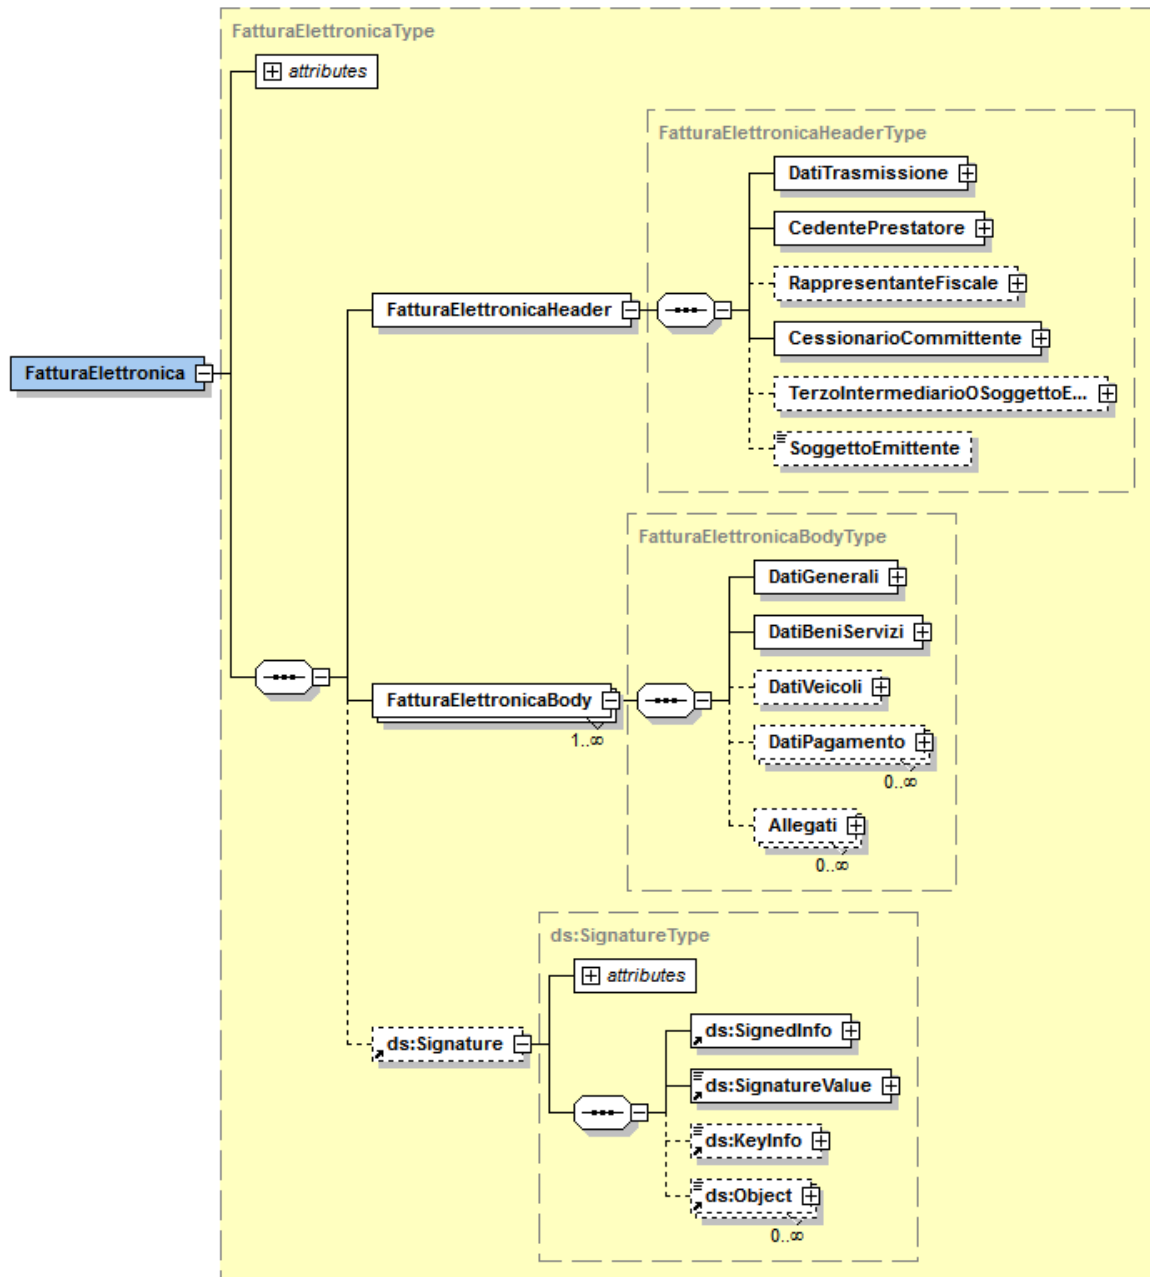 FatturaElettronicaType
attributes
FatturaElettronicaHeaderType
DatiTrasmissione
CedentePrestatore
RappresentanteFiscale
FatturaElettronicaHeader
CessionarioCommittente
FatturaElettronica
TerzoIntermediarioOSoggettoE...
SoggettoEmittente
FatturaElettronicaBodyType
DatiGenerali
DatiBeniServizi
DatiVeicoli
FatturaElettronicaBody
1..∞
DatiPagamento
0..∞
Allegati
0..∞
ds:SignatureType
attributes
ds:Signature
ds:SignedInfo
ds:SignatureValue
ds:KeyInfo
ds:Object
0..∞